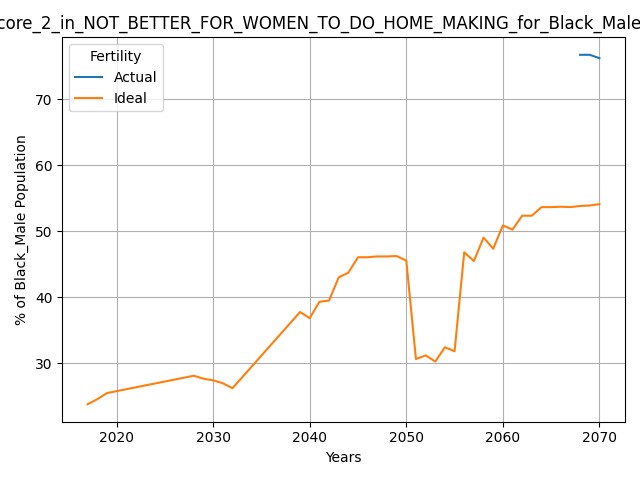 core_2_in_NOT_BETTER_FOR_WOMEN_TO_DO_HOME_MAKING_for_Black_Male
Fertility
Actual
Ideal
% of Black_Male Population
70
60
50
40
30
2020 2030 2040 2050 2060 2070
Years